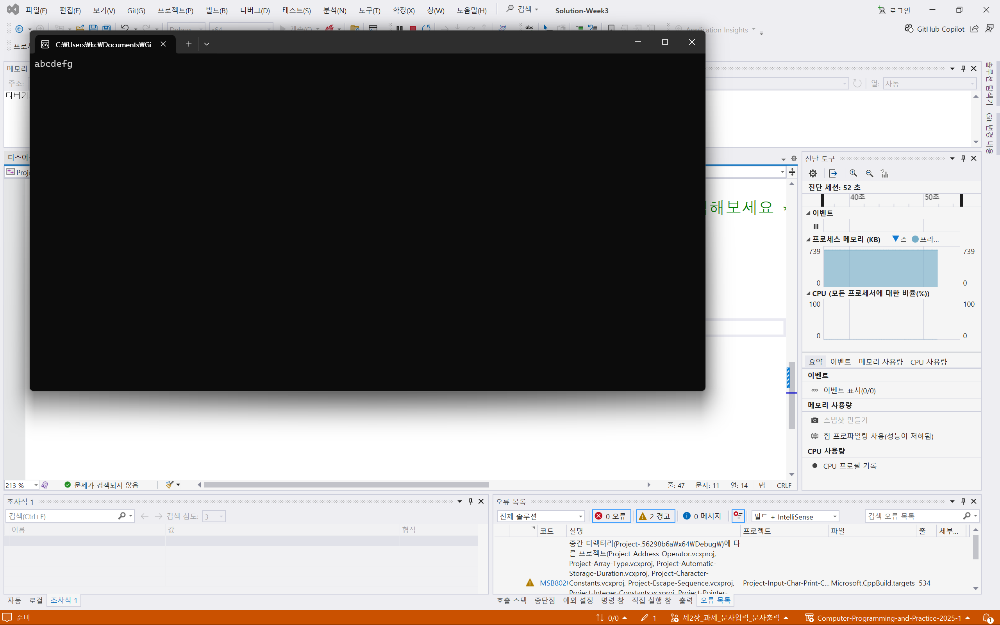 파일(F) 편집(E) 보기(V) Git(G) 프로젝트(P) 빌드(B) 디버그(D) 테스트(S) 분석(N) 도구(T) 확장(X) 창(W) 도움말(H) 검색 Solution-Week3 로그인
Debug x64 계속(C) Application Insights GitHub Copilot
C:₩Users₩kc₩Documents₩Gi
abcdefg
메모리
주소: 열: 자동
솔루션 탐색기
Git 변경 내용
해보세요
진단 도구
진단 세션: 52 초
40초 50초
이벤트
프로세스 메모리 (KB) 스 프라...
739 739
0 0
CPU (모든 프로세서에 대한 비율(%))
100 100
0 0
요약 이벤트 메모리 사용량 CPU 사용량
이벤트
이벤트 표시(0/0)
메모리 사용량
스냅샷 만들기
힙 프로파일링 사용(성능이 저하됨)
CPU 사용량
CPU 프로필 기록
213 % 문제가 검색되지 않음 줄: 47 문자: 11 열: 14 탭 CRLF
조사식 1
검색(Ctrl+E) 검색 심도: 3
이름 값 형식
자동 로컬 조사식 1
오류 목록
전체 솔루션 0 오류 2 경고 0 메시지 빌드 + IntelliSense 검색 오류 목록
코드 설명 프로젝트 파일 줄 세부...
중간 디렉터리(Project-.56298b6a₩x64₩Debug₩)에 다
른 프로젝트(Project-Address-Operator.vcxproj,
Project-Array-Type.vcxproj, Project-Automatic-
Storage-Duration.vcxproj, Project-Character-
MSB802 Constants.vcxproj, Project-Escape-Sequence.vcxproj, Project-Input-Char-Print-C... Microsoft.CppBuild.targets 534
Project-Integer-Constants.vcxproj, Project-Pointer-
호출 스택 중단점 예외 설정 명령 창 직접 실행 창 출력 오류 목록
준비 0/0 1 제2장_과제_문자입력_문자출력 Computer-Programming-and-Practice-2025-1 1